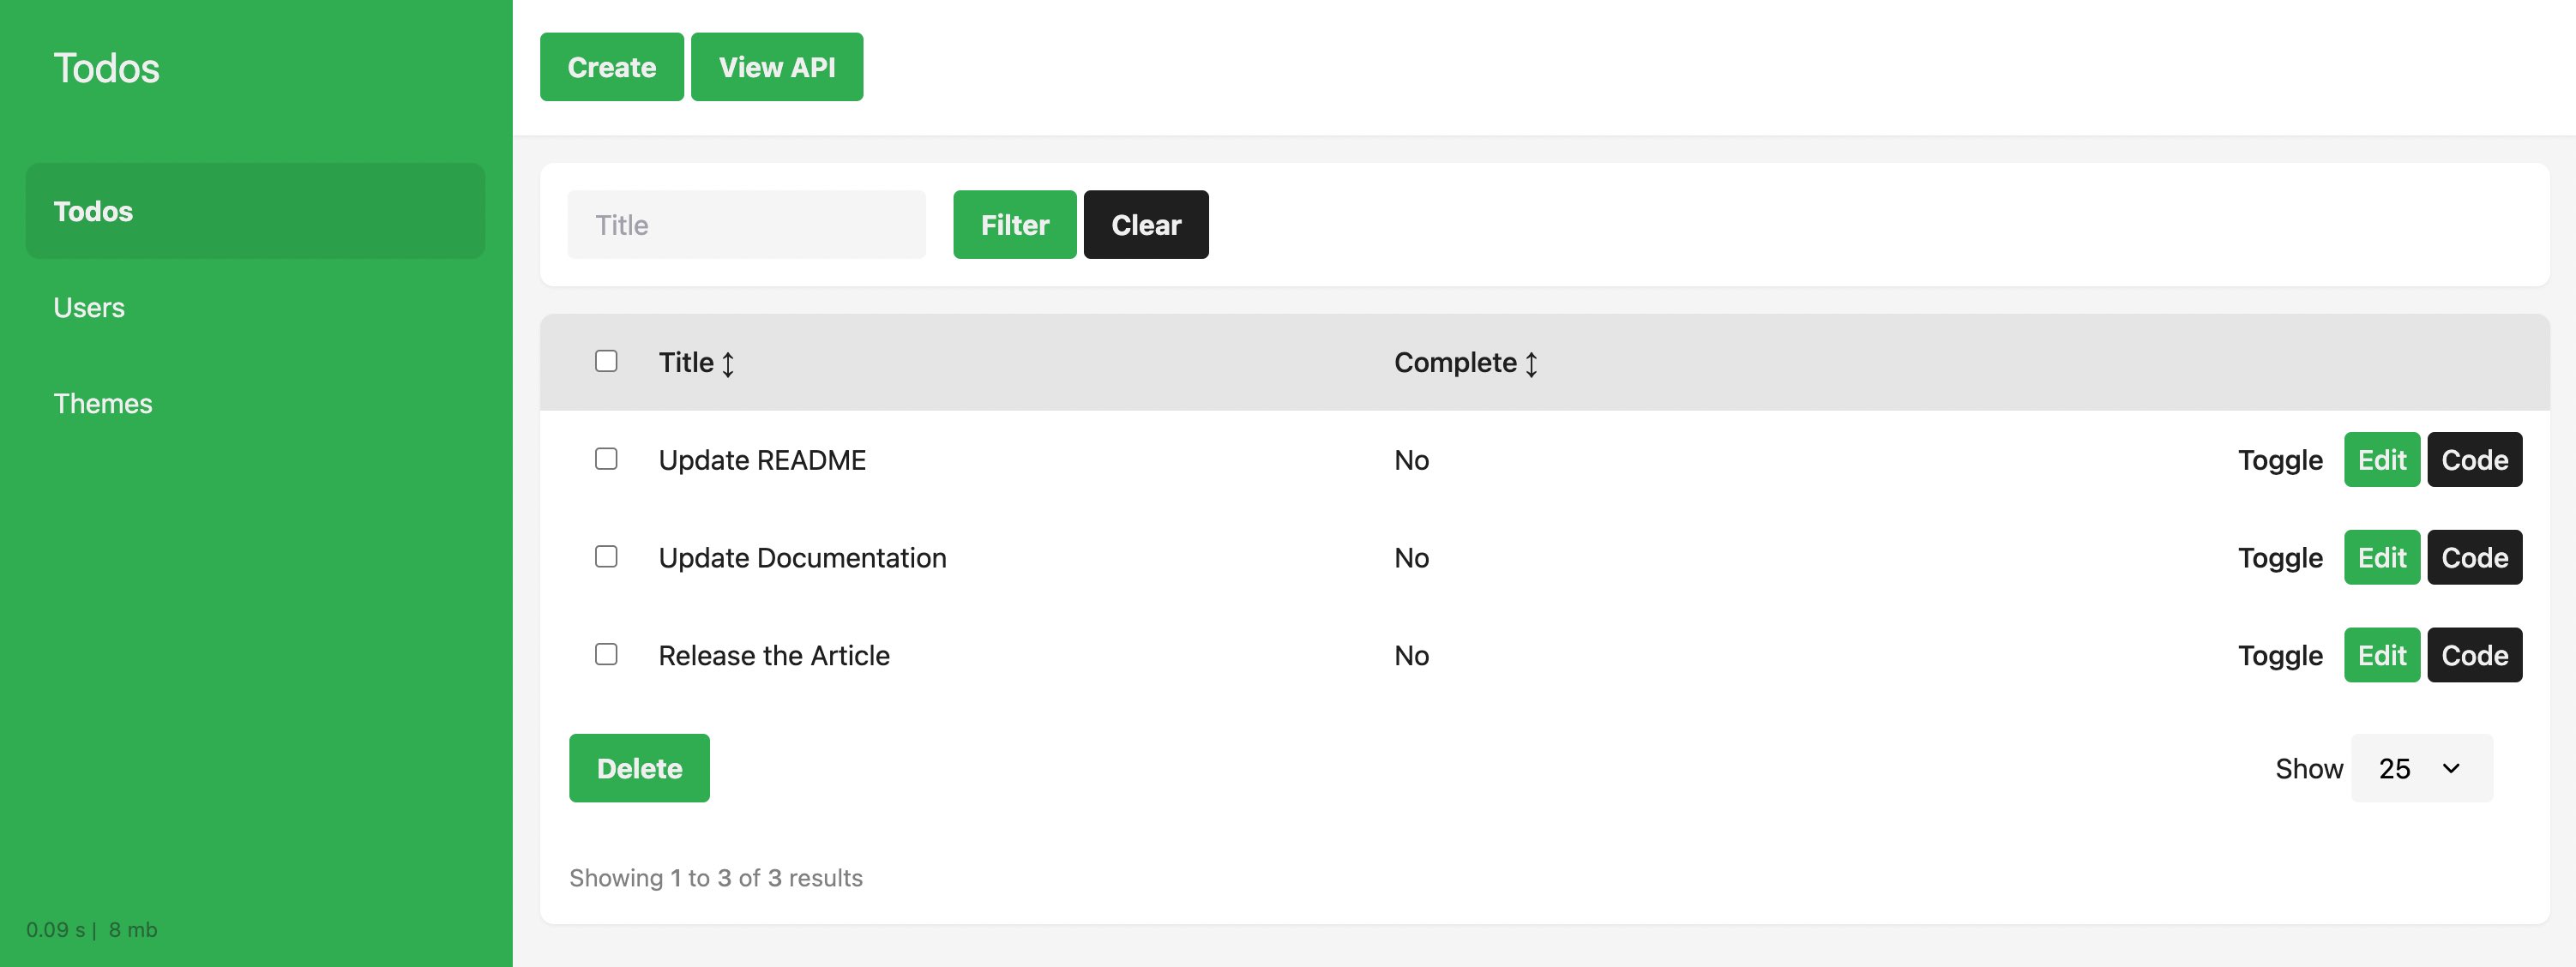 Todos
Todos
Users
Themes
0.09 s | 8 mb
Create View API
Title Filter Clear
Title ↕ Complete ↕
Update README No Toggle Edit Code
Update Documentation No Toggle Edit Code
Release the Article No Toggle Edit Code
Delete Show 25
Showing 1 to 3 of 3 results